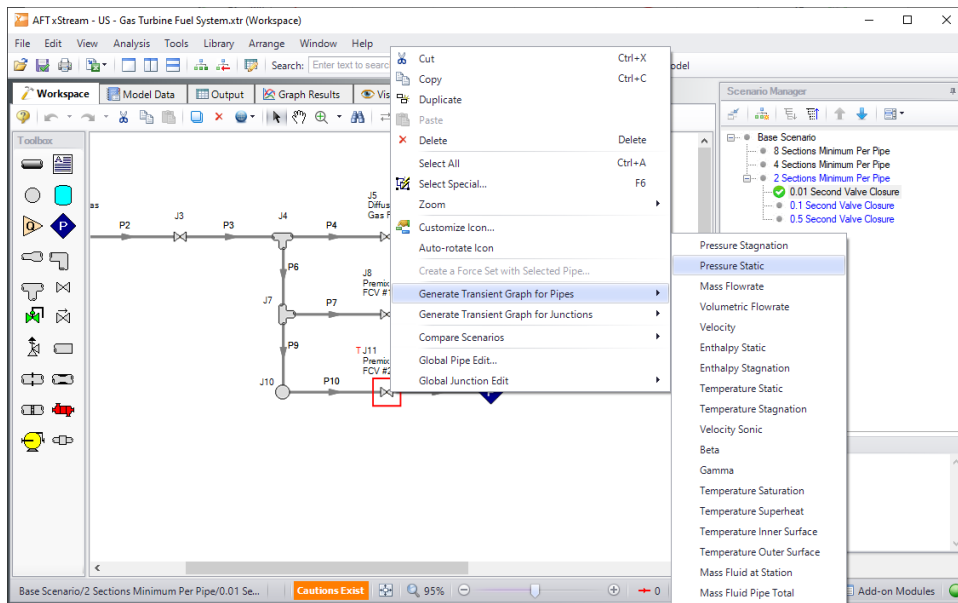 AFT xStream - US - Gas Turbine Fuel System.xtr (Workspace)
File Edit View Analysis Tools Library Arrange Window Help
Search: Enter text to searc
odel
Workspace Model Data Output Graph Results Vis
Toolbox
Cut Ctrl+X
Copy Ctrl+C
Duplicate
Paste
Delete Delete
Select All Ctrl+A
Select Special... F6
Zoom
Customize Icon...
Auto-rotate Icon
Create a Force Set with Selected Pipe...
Generate Transient Graph for Pipes
Generate Transient Graph for Junctions
Compare Scenarios
Global Pipe Edit...
Global Junction Edit
Pressure Stagnation
Pressure Static
Mass Flowrate
Volumetric Flowrate
Velocity
Enthalpy Static
Enthalpy Stagnation
Temperature Static
Temperature Stagnation
Velocity Sonic
Beta
Gamma
Temperature Saturation
Temperature Superheat
Temperature Inner Surface
Temperature Outer Surface
Mass Fluid at Station
Mass Fluid Pipe Total
Scenario Manager
Base Scenario
8 Sections Minimum Per Pipe
4 Sections Minimum Per Pipe
2 Sections Minimum Per Pipe
0.01 Second Valve Closure
0.1 Second Valve Closure
0.5 Second Valve Closure
as
P2
J3
P3
J4
P4
J5
Diffus
Gas F
P6
J7
P7
J8
Premix
FCV #1
P9
J10
P10
T J11
Premix
FCV #2
P
Base Scenario/2 Sections Minimum Per Pipe/0.01 Se... Cautions Exist 95% 0 Add-on Modules